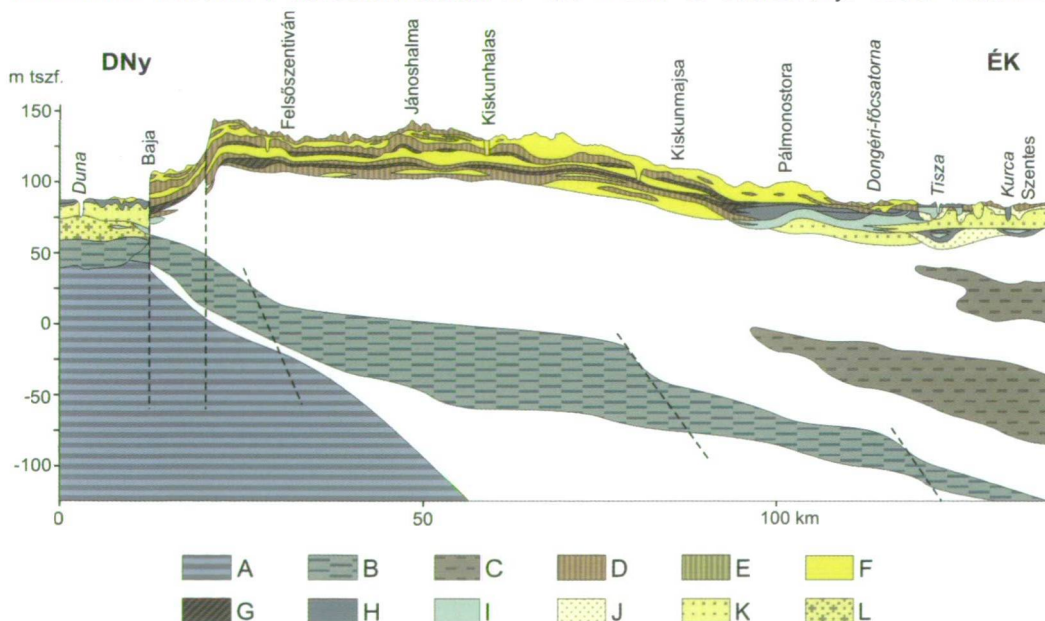 DNy
ÉK
m tszf.
Duna
Baja
Felsőszentiván
Jánoshalma
Kiskunhalas
Kiskunmajsa
Pálmonostora
Dongéri-főcsatorna
Tisza
Kurca
Szentes
150
100
50
0
-50
-100
0
50
100 km
A
B
C
D
E
F
G
H
I
J
K
L